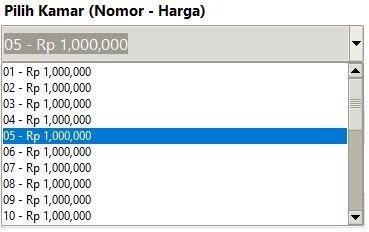 Pilih Kamar (Nomor - Harga)
05 - Rp 1,000,000
01 - Rp 1,000,000
02 - Rp 1,000,000
03 - Rp 1,000,000
04 - Rp 1,000,000
05 - Rp 1,000,000
06 - Rp 1,000,000
07 - Rp 1,000,000
08 - Rp 1,000,000
09 - Rp 1,000,000
10 - Rp 1,000,000